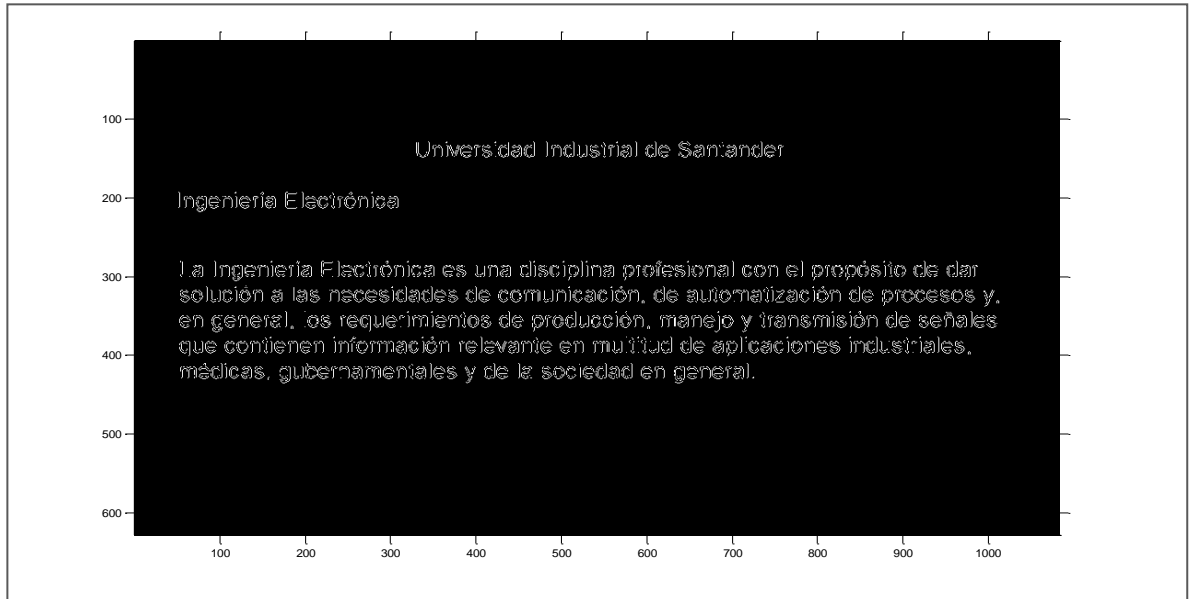 Universidad Industrial de Santander
Ingeniería Electrónica
La Ingeniería Electrónica es una disciplina profesional con el propósito de dar
solución a las necesidades de comunicación, de automatización de procesos y,
en general, los requerimientos de producción, manejo y transmisión de señales
que contienen información relevante en multitud de aplicaciones industriales,
médicas, gubernamentales y de la sociedad en general.
100
200
300
400
500
600
100 200 300 400 500 600 700 800 900 1000